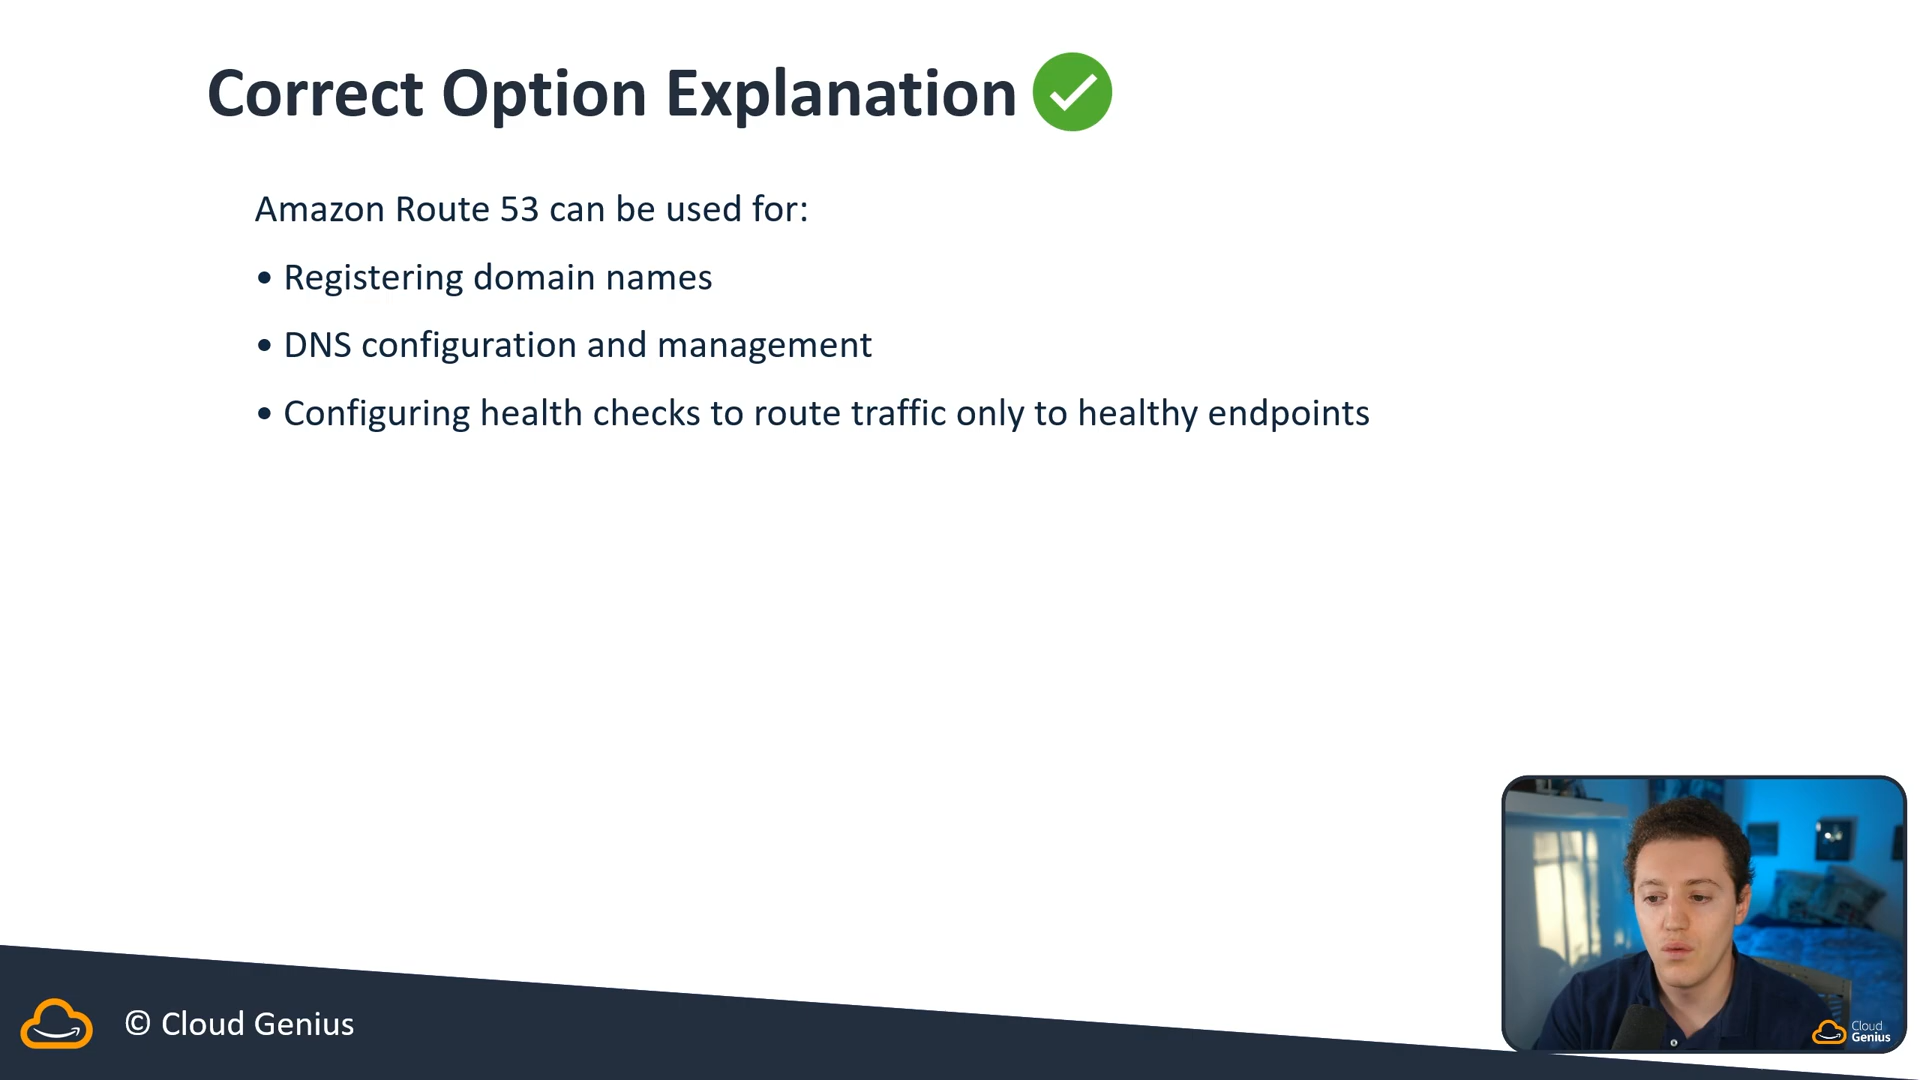 Correct Option Explanation
Amazon Route 53 can be used for:
• Registering domain names
• DNS configuration and management
• Configuring health checks to route traffic only to healthy endpoints
© Cloud Genius
Cloud
Genius